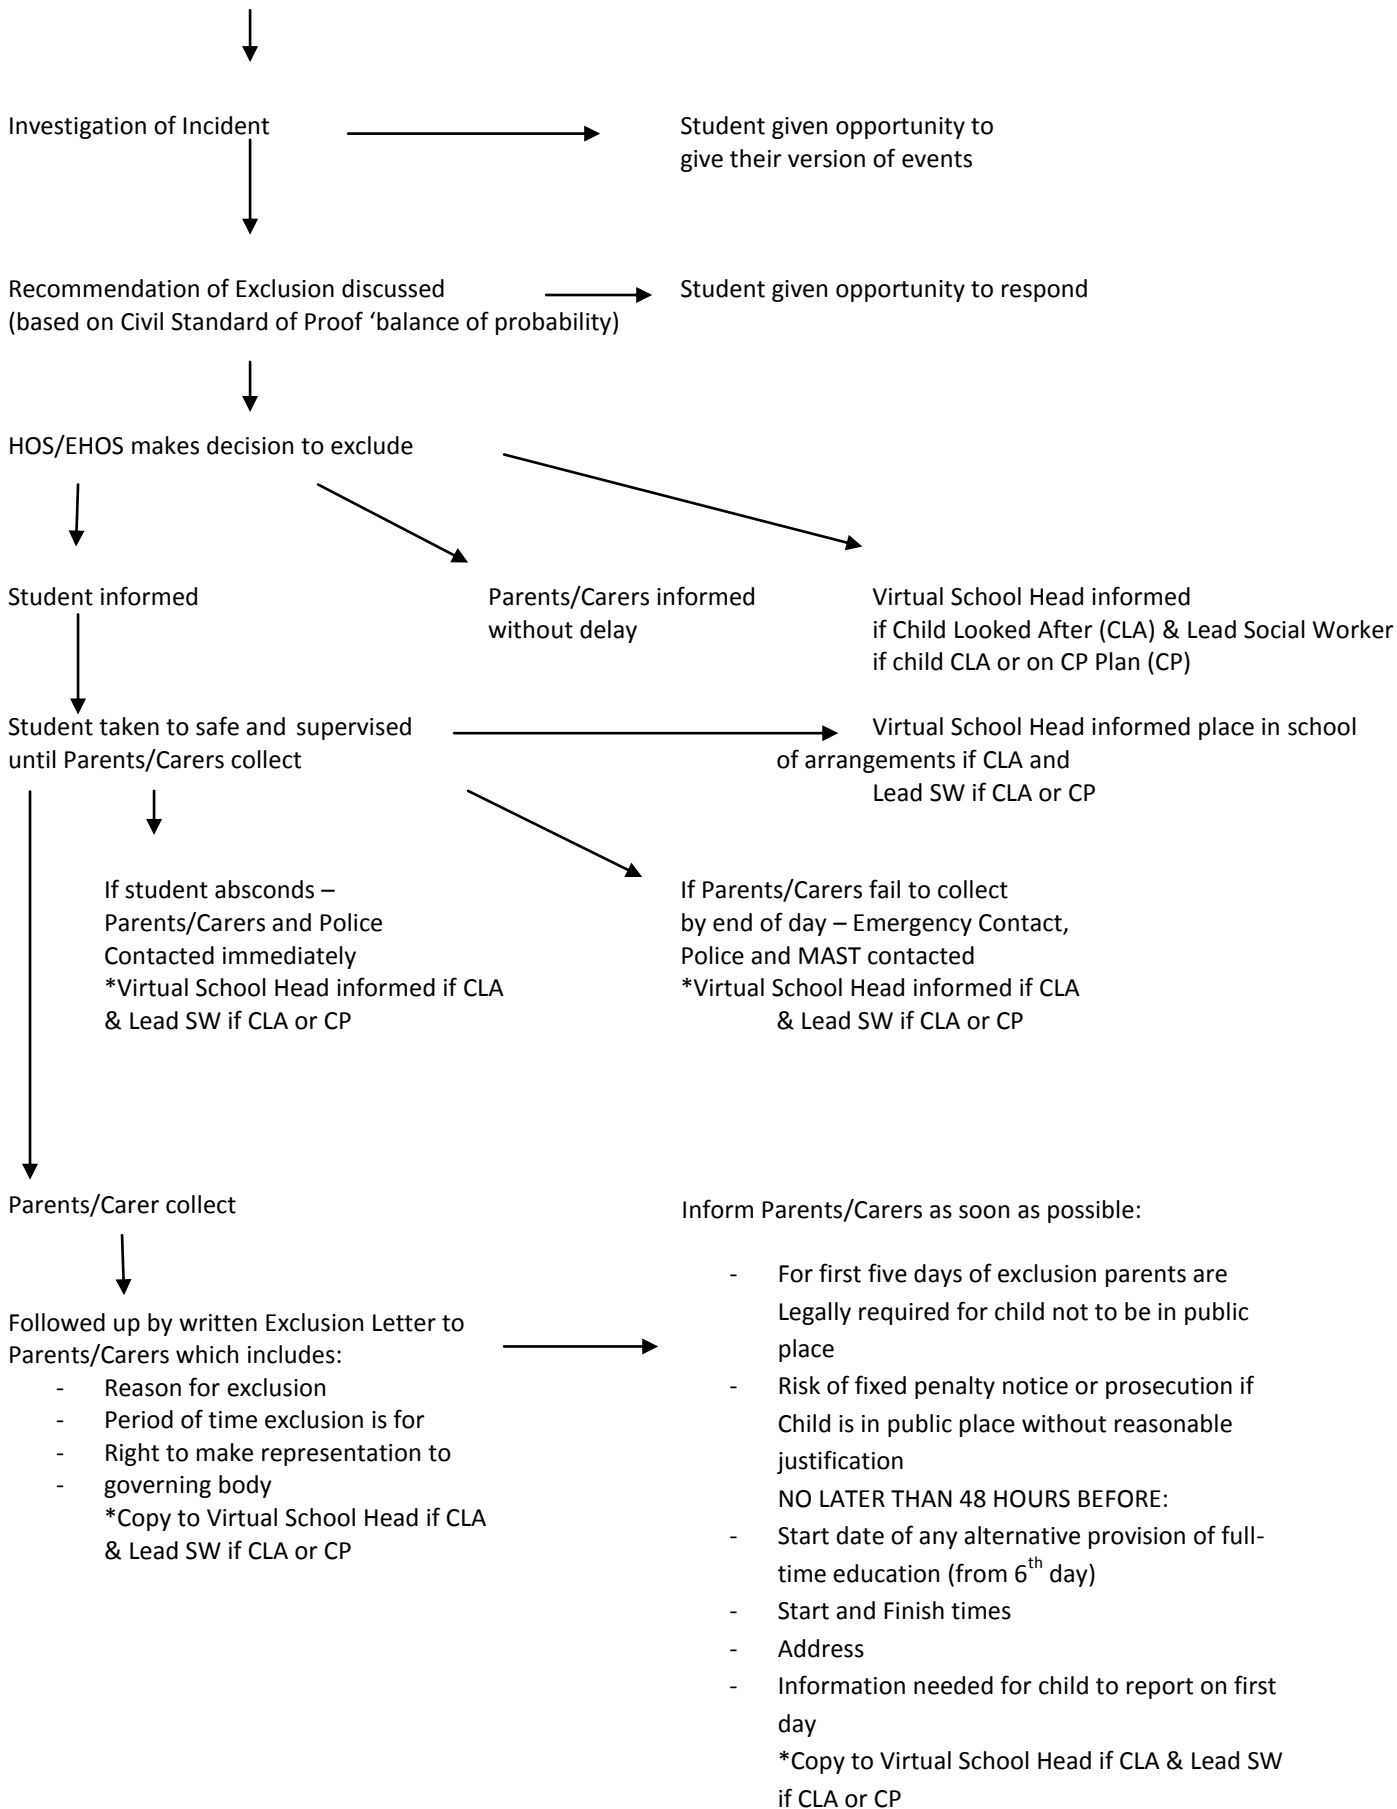 Investigation of Incident
Student given opportunity to
give their version of events
Recommendation of Exclusion discussed
(based on Civil Standard of Proof ‘balance of probability)
Student given opportunity to respond
HOS/EHOS makes decision to exclude
Student informed
Parents/Carers informed
without delay
Virtual School Head informed
if Child Looked After (CLA) & Lead Social Worker
if child CLA or on CP Plan (CP)
Student taken to safe and supervised
until Parents/Carers collect
Virtual School Head informed place in school
of arrangements if CLA and
Lead SW if CLA or CP
If student absconds –
Parents/Carers and Police
Contacted immediately
*Virtual School Head informed if CLA
& Lead SW if CLA or CP
If Parents/Carers fail to collect
by end of day – Emergency Contact,
Police and MAST contacted
*Virtual School Head informed if CLA
& Lead SW if CLA or CP
Parents/Carer collect
Followed up by written Exclusion Letter to
Parents/Carers which includes:
- Reason for exclusion
- Period of time exclusion is for
- Right to make representation to
- governing body
*Copy to Virtual School Head if CLA
& Lead SW if CLA or CP
Inform Parents/Carers as soon as possible:
- For first five days of exclusion parents are
Legally required for child not to be in public
place
- Risk of fixed penalty notice or prosecution if
Child is in public place without reasonable
justification
NO LATER THAN 48 HOURS BEFORE:
- Start date of any alternative provision of full-
time education (from 6th day)
- Start and Finish times
- Address
- Information needed for child to report on first
day
*Copy to Virtual School Head if CLA & Lead SW
if CLA or CP